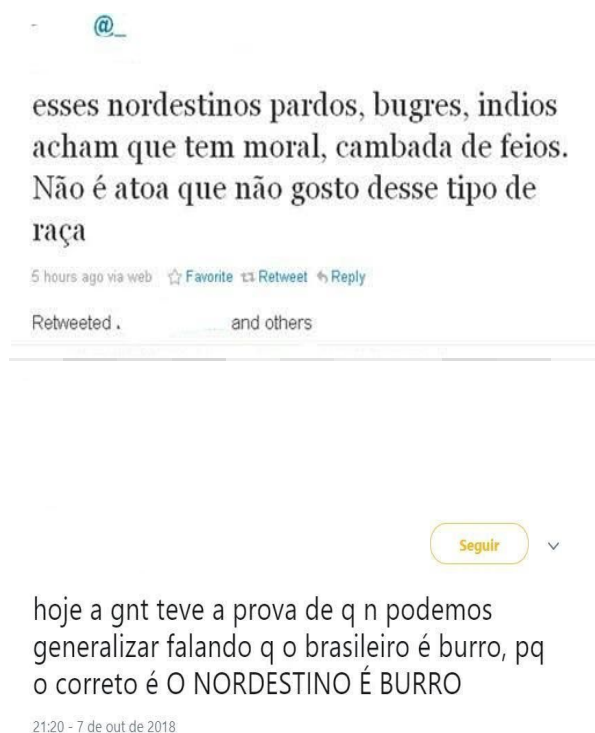 @_
esses nordestinos pardos, bugres, indios
acham que tem moral, cambada de feios.
Não é atoa que não gosto desse tipo de
raça
5 hours ago via web Favorite Retweet Reply
Retweeted . and others
Seguir
hoje a gnt teve a prova de q n podemos
generalizar falando q o brasileiro é burro, pq
o correto é O NORDESTINO É BURRO
21:20 - 7 de out de 2018